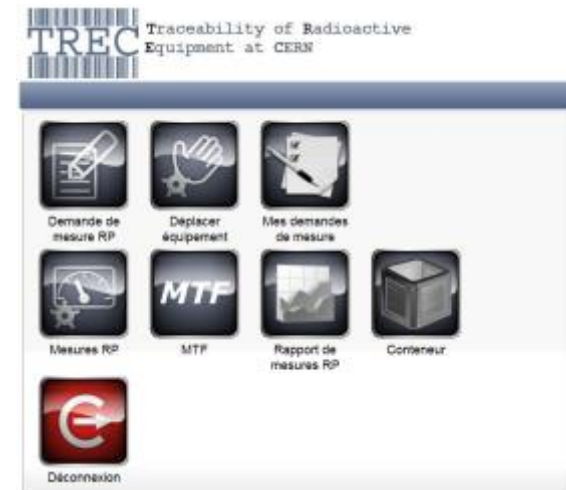 TREC
Traceability of Radioactive
Equipment at CERN
Demande de
mesure RP
Déplacer
équipement
Mes demandes
de mesure
MTF
Mesures RP
MTF
Rapport de
mesures RP
Conteneur
Déconnexion